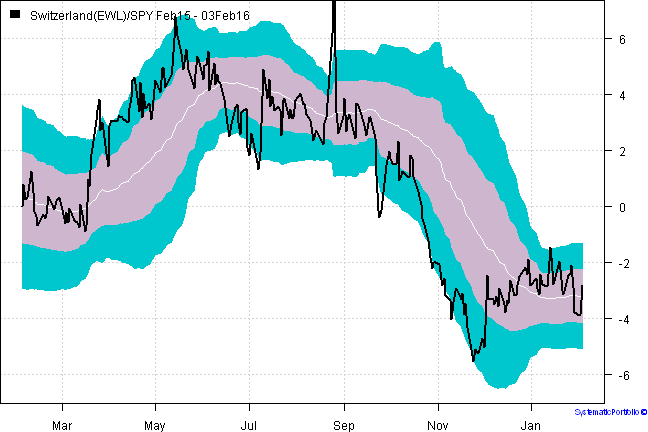 Switzerland(EWL)/SPY Feb15 - 03Feb16
6
4
2
0
-2
-4
-6
Mar May Jul Sep Nov Jan
SystematicPortfolio ©